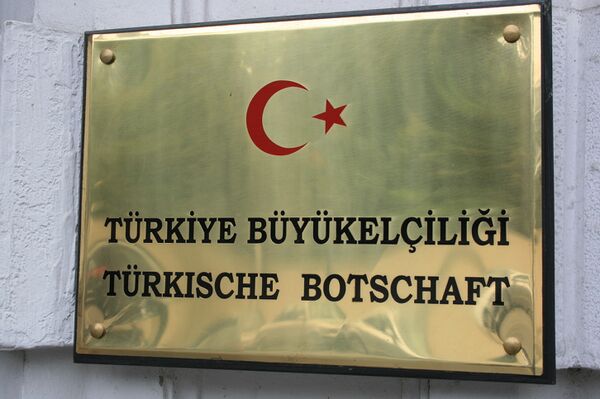 TÜRKİYE BÜYÜKELÇİLİĞİ
TÜRKISCHE BOTSCHAFT